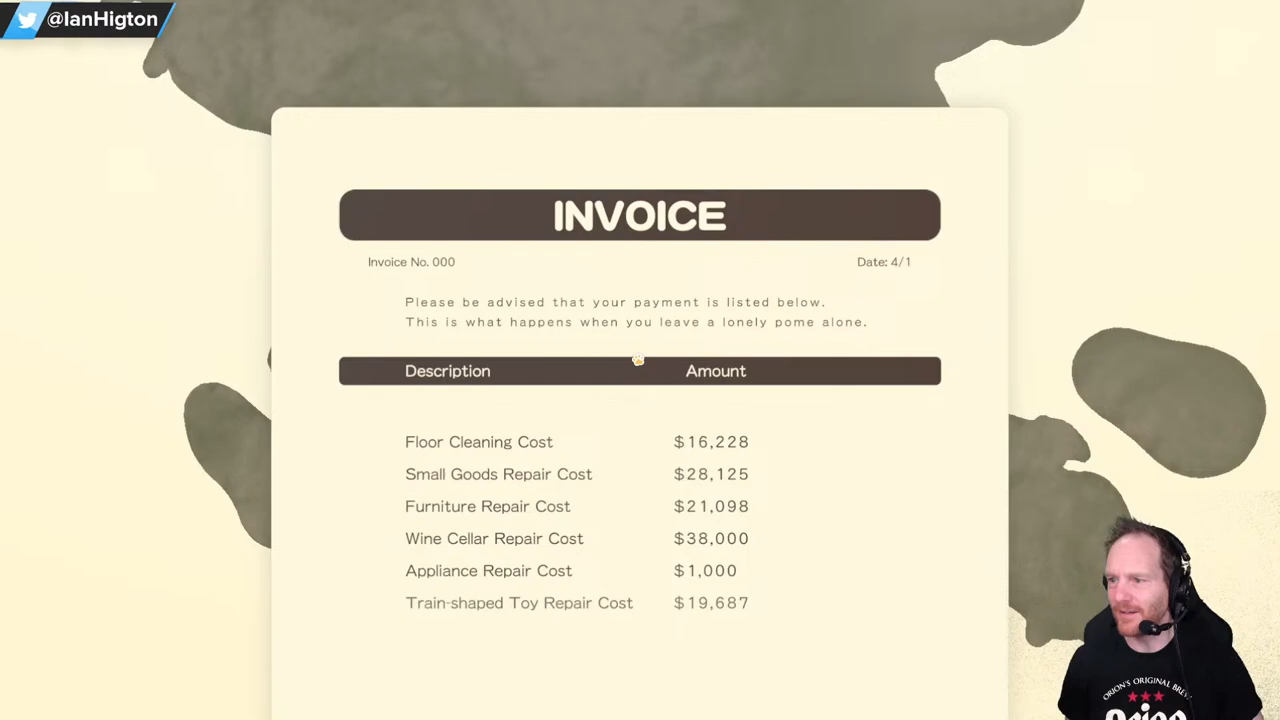 @IanHigton
INVOICE
Invoice No. 000 Date: 4/1
Please be advised that your payment is listed below.
This is what happens when you leave a lonely pome alone.
Description Amount
Floor Cleaning Cost $16,228
Small Goods Repair Cost $28,125
Furniture Repair Cost $21,098
Wine Cellar Repair Cost $38,000
Appliance Repair Cost $1,000
Train-shaped Toy Repair Cost $19,687
ORION'S ORIGINAL